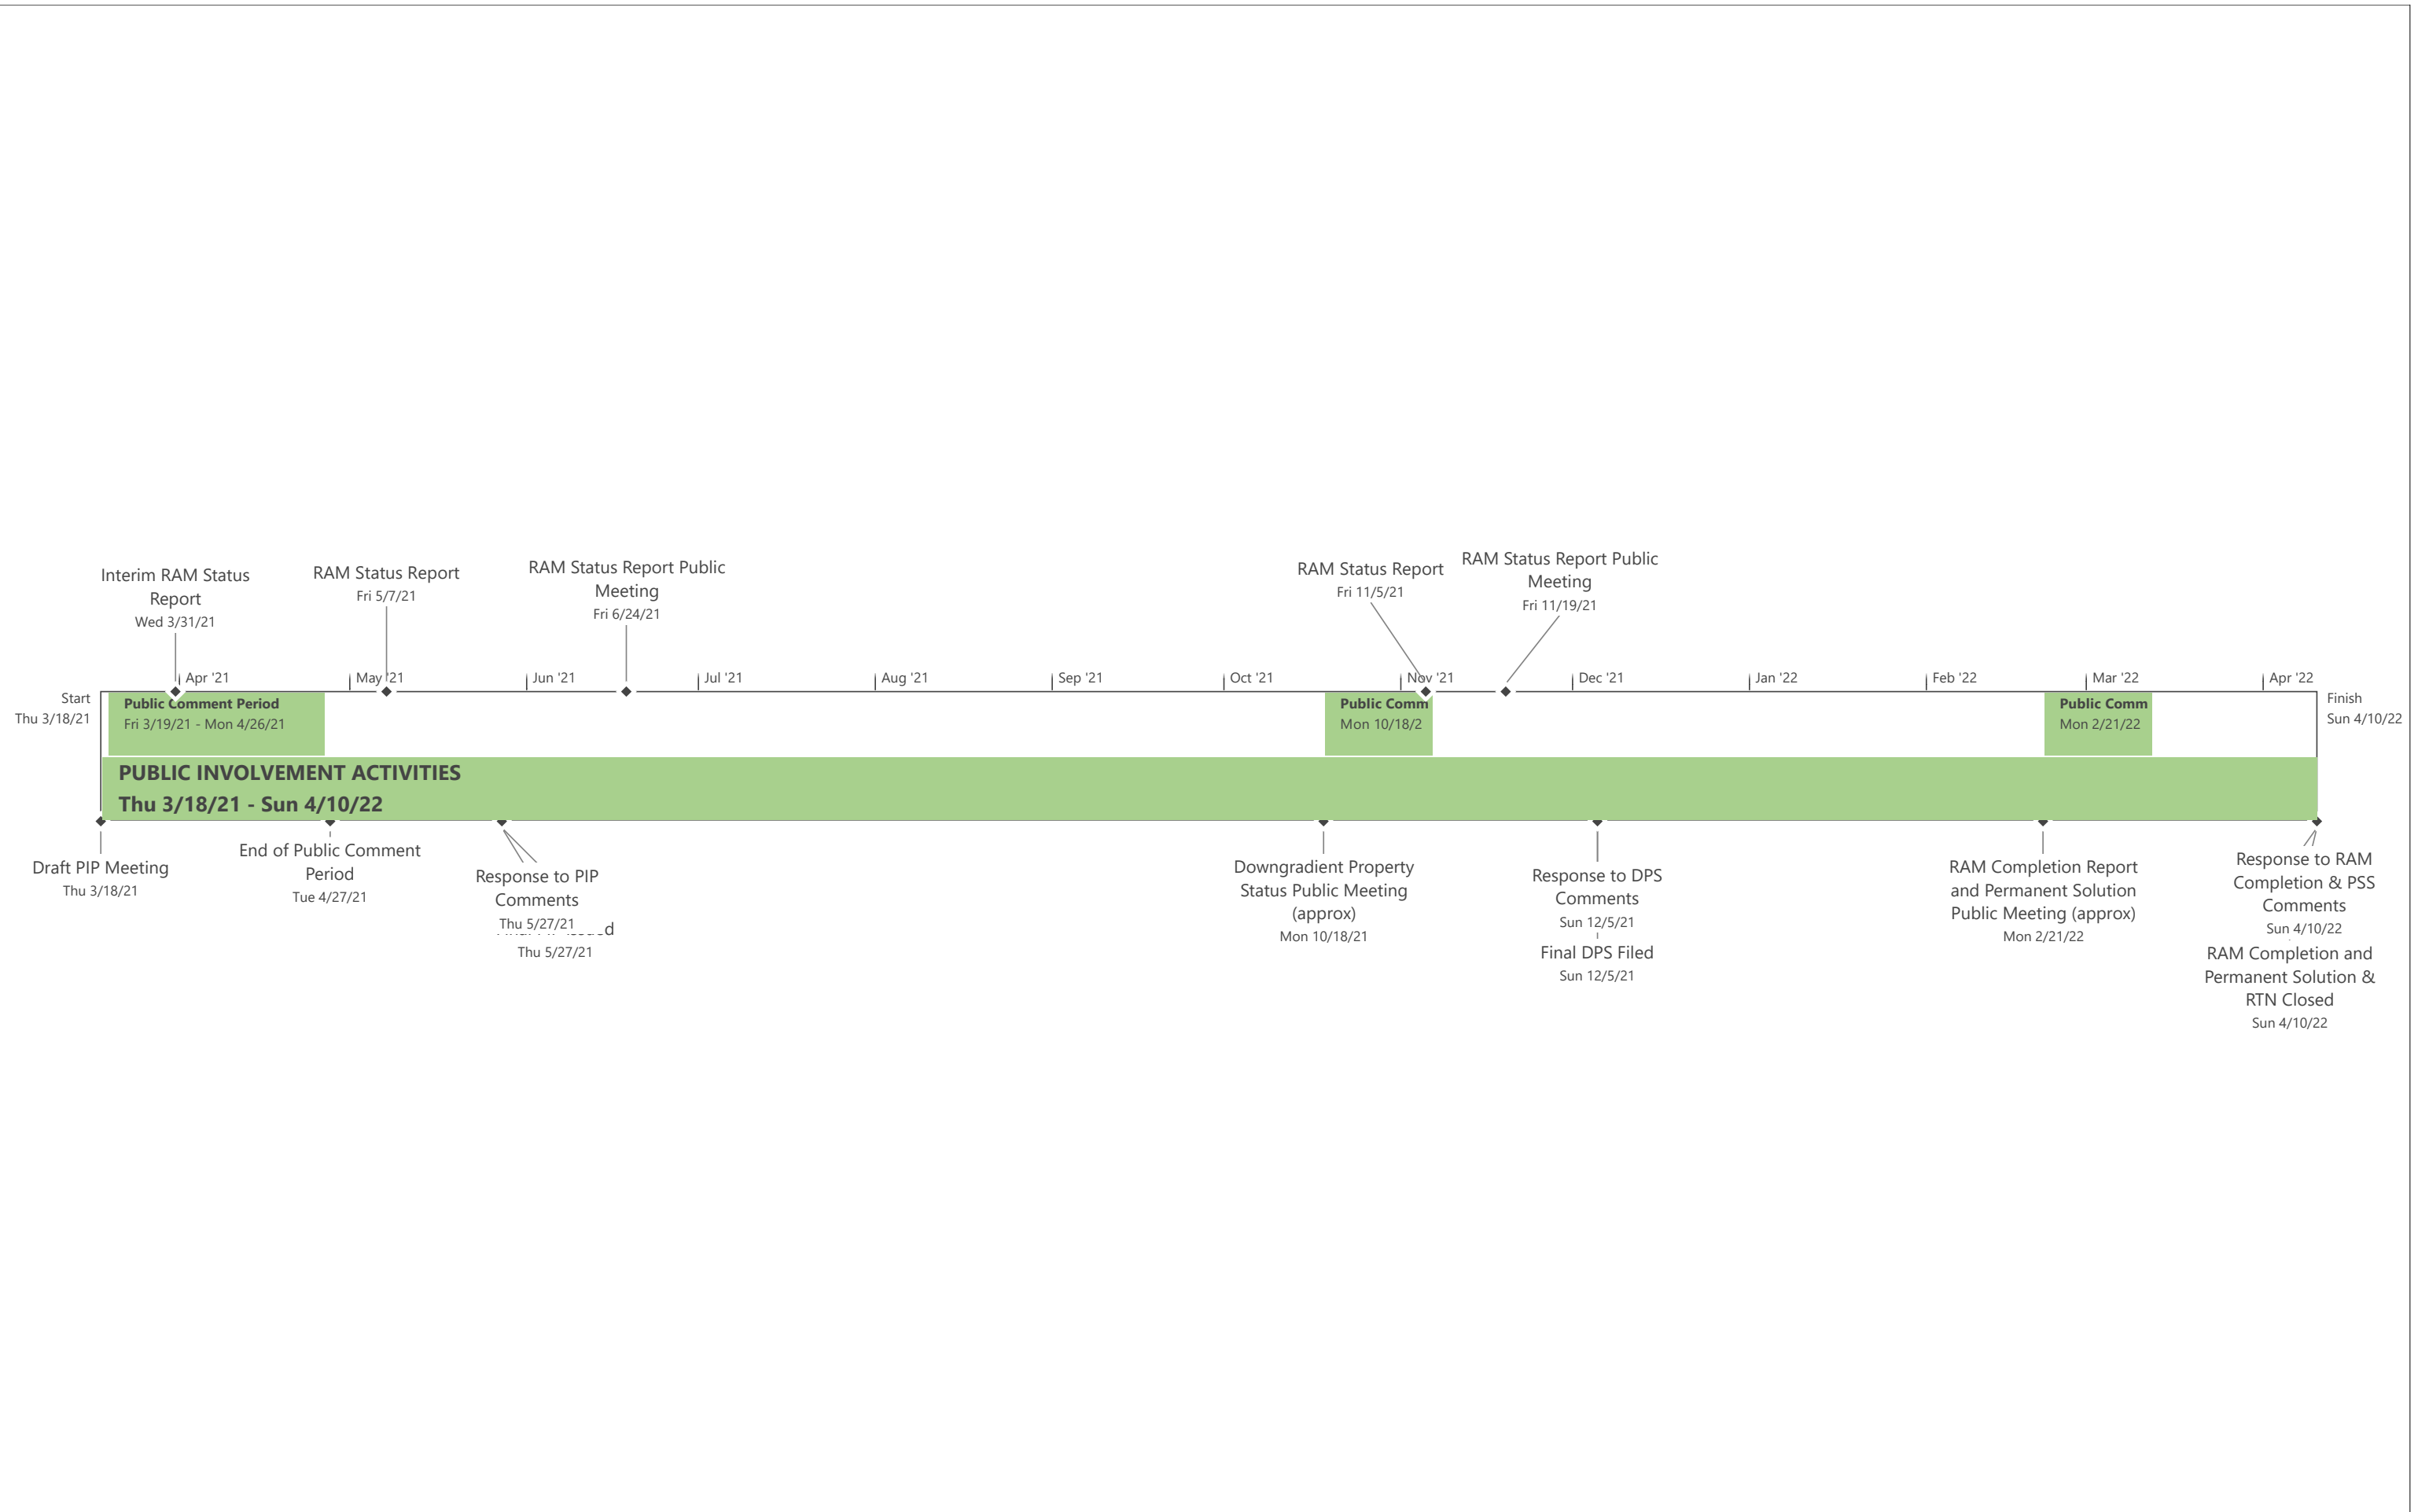 Interim RAM Status
Report
Wed 3/31/21
RAM Status Report
Fri 5/7/21
RAM Status Report Public
Meeting
Fri 6/24/21
RAM Status Report
Fri 11/5/21
RAM Status Report Public
Meeting
Fri 11/19/21
Apr '21
May '21
Jun '21
Jul '21
Aug '21
Sep '21
Oct '21
Nov '21
Dec '21
Jan '22
Feb '22
Mar '22
Apr '22
Start
Thu 3/18/21
Public Comment Period
Fri 3/19/21 - Mon 4/26/21
Public Comm
Mon 10/18/2
Public Comm
Mon 2/21/22
Finish
Sun 4/10/22
PUBLIC INVOLVEMENT ACTIVITIES
Thu 3/18/21 - Sun 4/10/22
Draft PIP Meeting
Thu 3/18/21
End of Public Comment
Period
Tue 4/27/21
Response to PIP
Comments
Thu 5/27/21
Thu 5/27/21
Downgradient Property
Status Public Meeting
(approx)
Mon 10/18/21
Response to DPS
Comments
Sun 12/5/21
Final DPS Filed
Sun 12/5/21
RAM Completion Report
and Permanent Solution
Public Meeting (approx)
Mon 2/21/22
Response to RAM
Completion & PSS
Comments
Sun 4/10/22
RAM Completion and
Permanent Solution &
RTN Closed
Sun 4/10/22